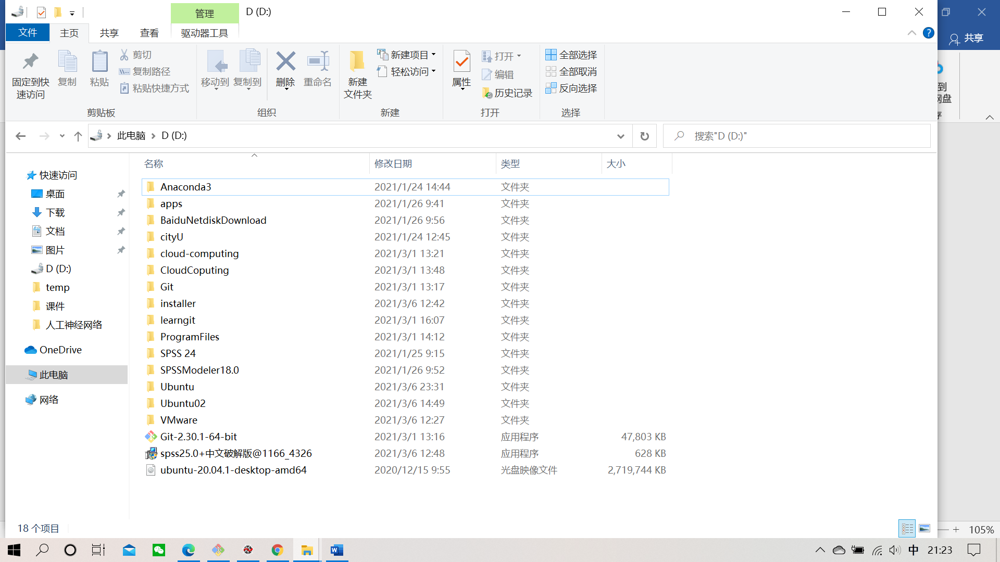 管理
D (D:)
文件
主页
共享
查看
驱动器工具
共享
固定到快
速访问
复制
粘贴
剪切
复制路径
粘贴快捷方式
剪贴板
移动到
复制到
删除
重命名
组织
新建
文件夹
新建项目
轻松访问
新建
属性
打开
编辑
历史记录
打开
全部选择
全部取消
反向选择
选择
到
网盘
此电脑
D (D:)
搜索"D (D:)"
快速访问
桌面
下载
文档
图片
D (D:)
temp
课件
人工神经网络
OneDrive
此电脑
网络
名称 修改日期 类型 大小
Anaconda3 2021/1/24 14:44 文件夹
apps 2021/1/26 9:41 文件夹
BaiduNetdiskDownload 2021/1/26 9:56 文件夹
cityU 2021/1/24 12:45 文件夹
cloud-computing 2021/3/1 13:21 文件夹
CloudCoputing 2021/3/1 13:48 文件夹
Git 2021/3/1 13:17 文件夹
installer 2021/3/6 12:42 文件夹
learngit 2021/3/1 16:07 文件夹
ProgramFiles 2021/3/1 14:12 文件夹
SPSS 24 2021/1/25 9:15 文件夹
SPSSModeler18.0 2021/1/26 9:52 文件夹
Ubuntu 2021/3/6 23:31 文件夹
Ubuntu02 2021/3/6 14:49 文件夹
VMware 2021/3/6 12:27 文件夹
Git-2.30.1-64-bit 2021/3/1 13:16 应用程序 47,803 KB
spss25.0+中文破解版@1166_4326 2021/3/6 12:48 应用程序 628 KB
ubuntu-20.04.1-desktop-amd64 2020/12/15 9:55 光盘映像文件 2,719,744 KB
18 个项目
105%
中
21:23